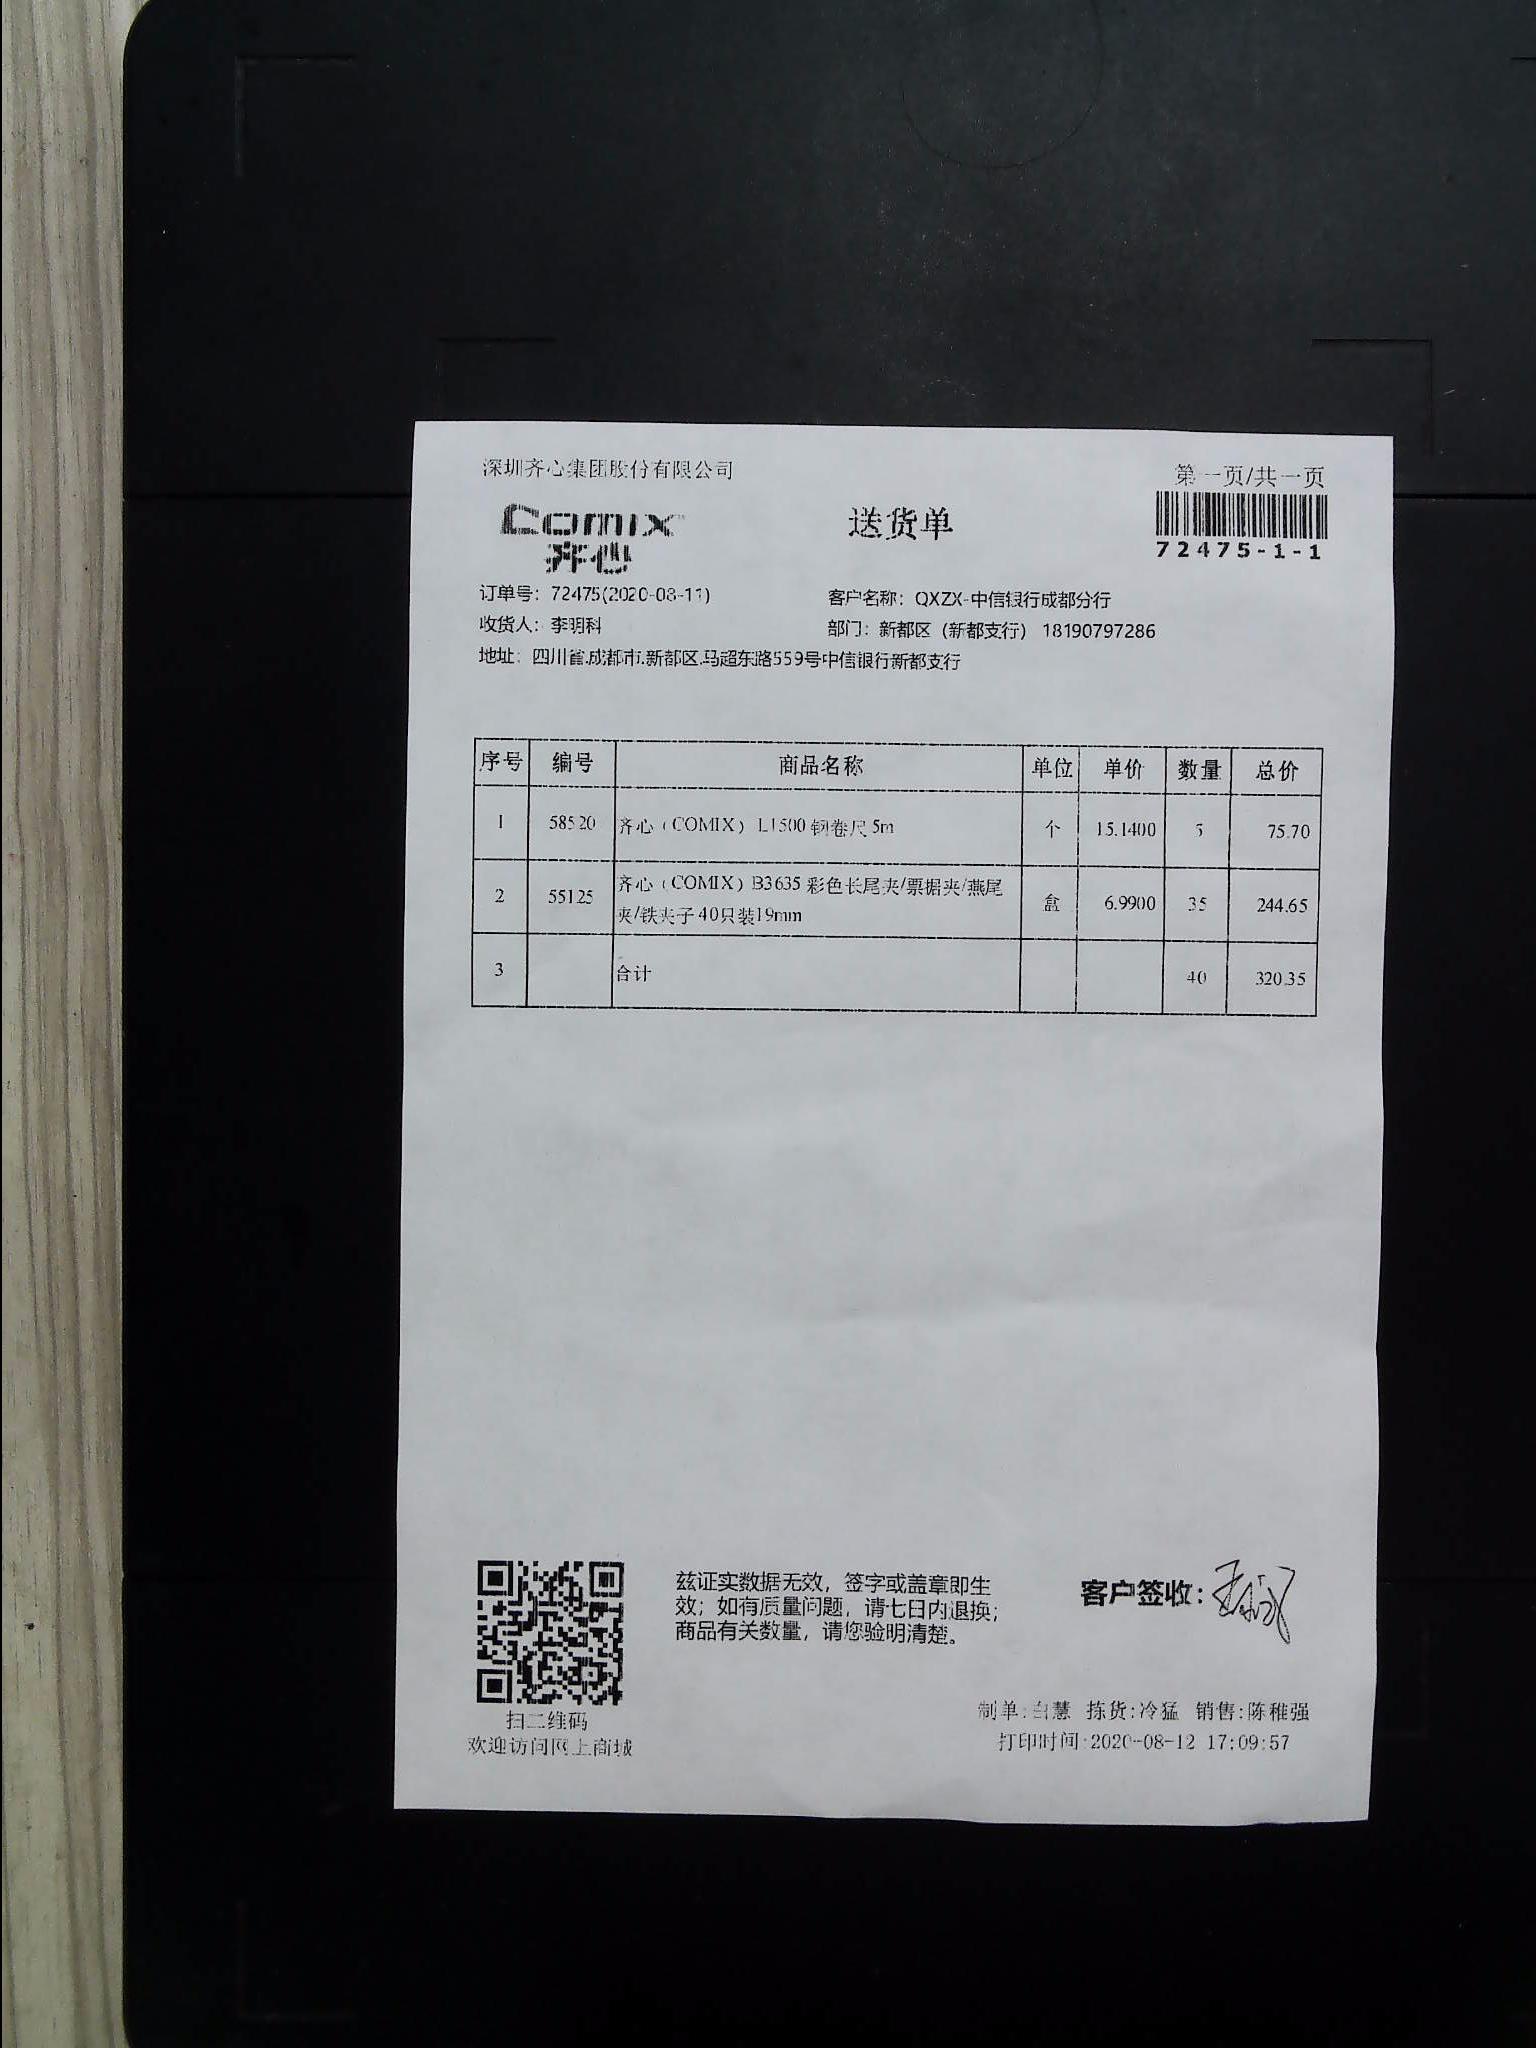 深圳齐心集团股份有限公司
第一页/共一页
Comix
齐心
送货单
72475-1-1
订单号：72475(2020-08-11)
客户名称：QXZX-中信银行成都分行
收货人：李明科
部门：新都区（新都支行） 18190797286
地址：四川省.成都市.新都区.马超东路559号中信银行新都支行
序号 编号 商品名称 单位 单价 数量 总价
1 58520 齐心（COMIX） L1500 钢卷尺 5m 个 15.1400 5 75.70
2 55125 齐心（COMIX）B3635 彩色长尾夹/票据夹/燕尾
夹/铁夹子 40只装19mm 盒 6.9900 35 244.65
3 合计 40 320.35
兹证实数据无效，签字或盖章即生
效；如有质量问题，请七日内退换；
商品有关数量，请您验明清楚。
客户签收：
扫二维码
欢迎访问网上商城
制单:白慧 拣货:冷猛 销售:陈稚强
打印时间:2020-08-12 17:09:57